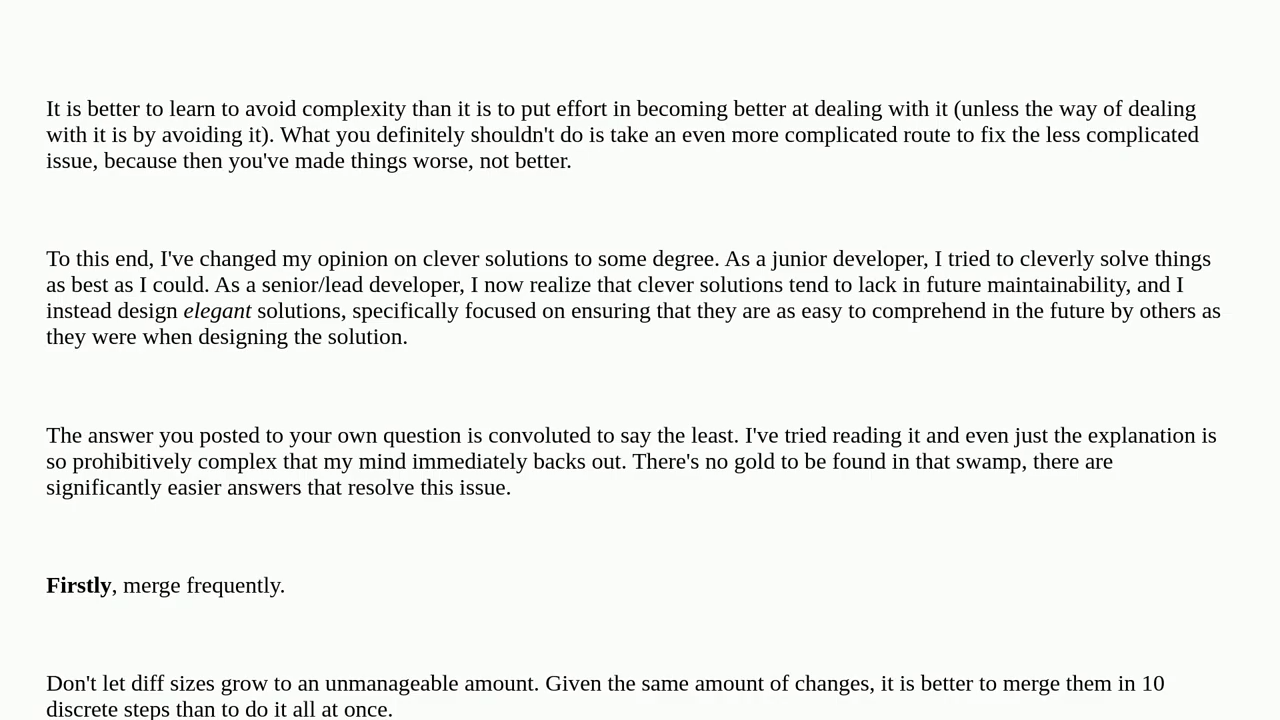 It is better to learn to avoid complexity than it is to put effort in becoming better at dealing with it (unless the way of dealing
with it is by avoiding it). What you definitely shouldn't do is take an even more complicated route to fix the less complicated
issue, because then you've made things worse, not better.
To this end, I've changed my opinion on clever solutions to some degree. As a junior developer, I tried to cleverly solve things
as best as I could. As a senior/lead developer, I now realize that clever solutions tend to lack in future maintainability, and I
instead design elegant solutions, specifically focused on ensuring that they are as easy to comprehend in the future by others as
they were when designing the solution.
The answer you posted to your own question is convoluted to say the least. I've tried reading it and even just the explanation is
so prohibitively complex that my mind immediately backs out. There's no gold to be found in that swamp, there are
significantly easier answers that resolve this issue.
Firstly, merge frequently.
Don't let diff sizes grow to an unmanageable amount. Given the same amount of changes, it is better to merge them in 10
discrete steps than to do it all at once.